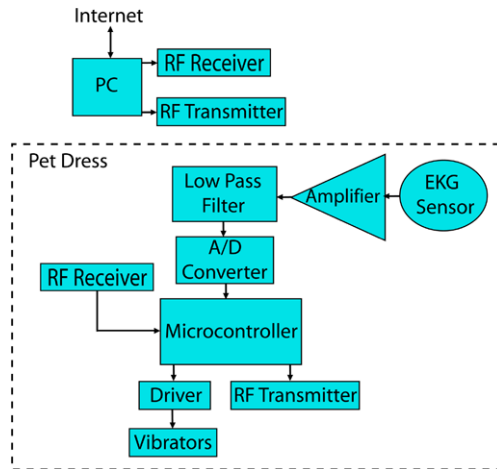 Internet
PC
RF Receiver
RF Transmitter
Pet Dress
Low Pass
Filter
Amplifier
EKG
Sensor
A/D
Converter
RF Receiver
Microcontroller
Driver
RF Transmitter
Vibrators